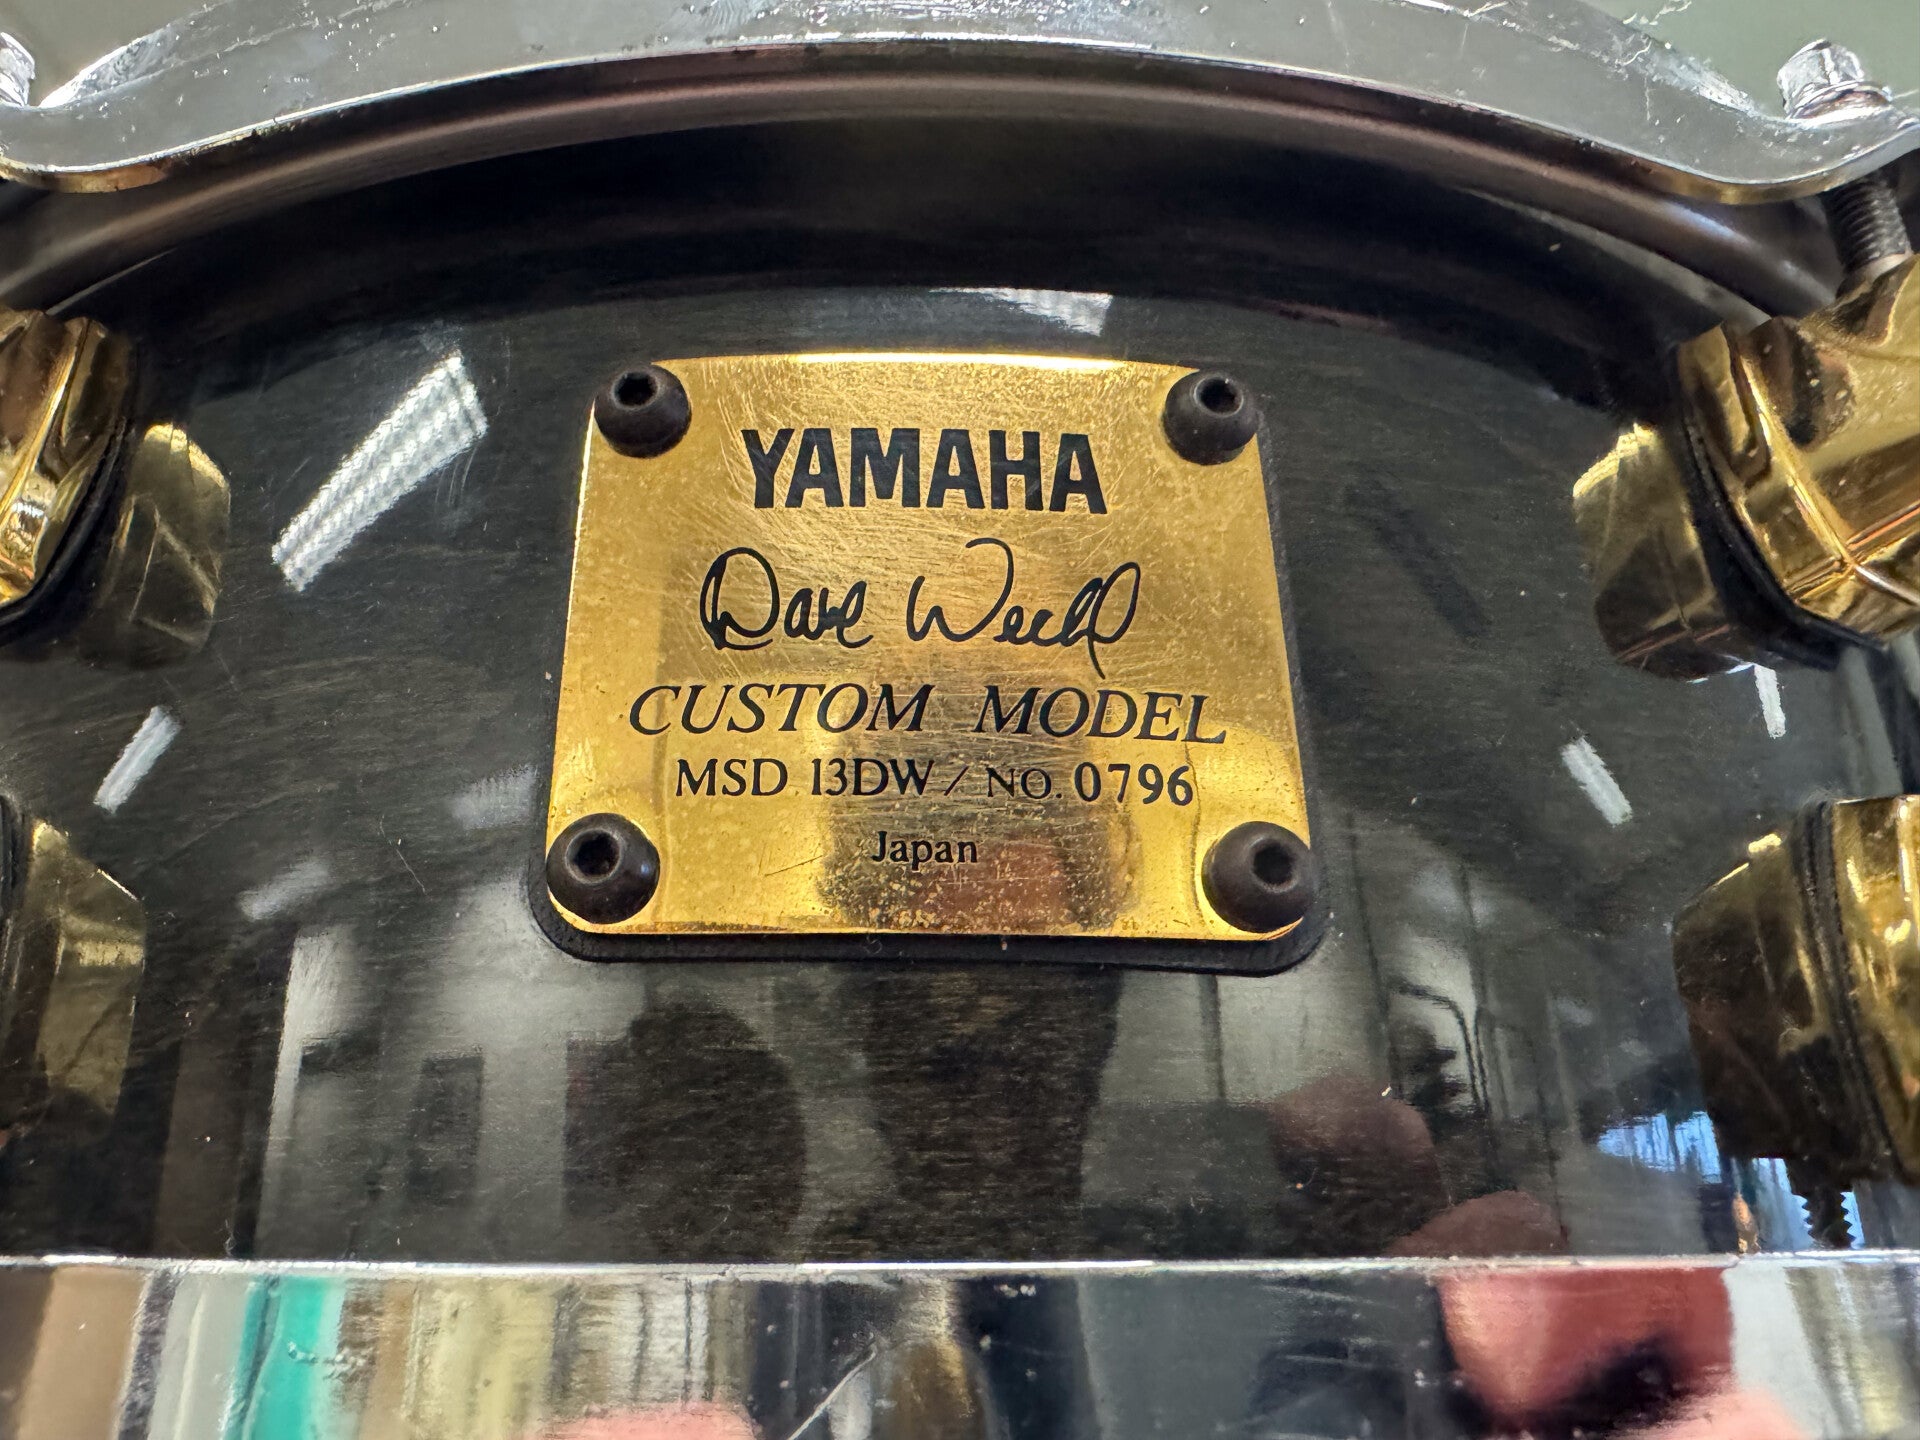 YAMAHA
Dave Weckl
CUSTOM MODEL
MSD 13DW / NO. 0796
Japan